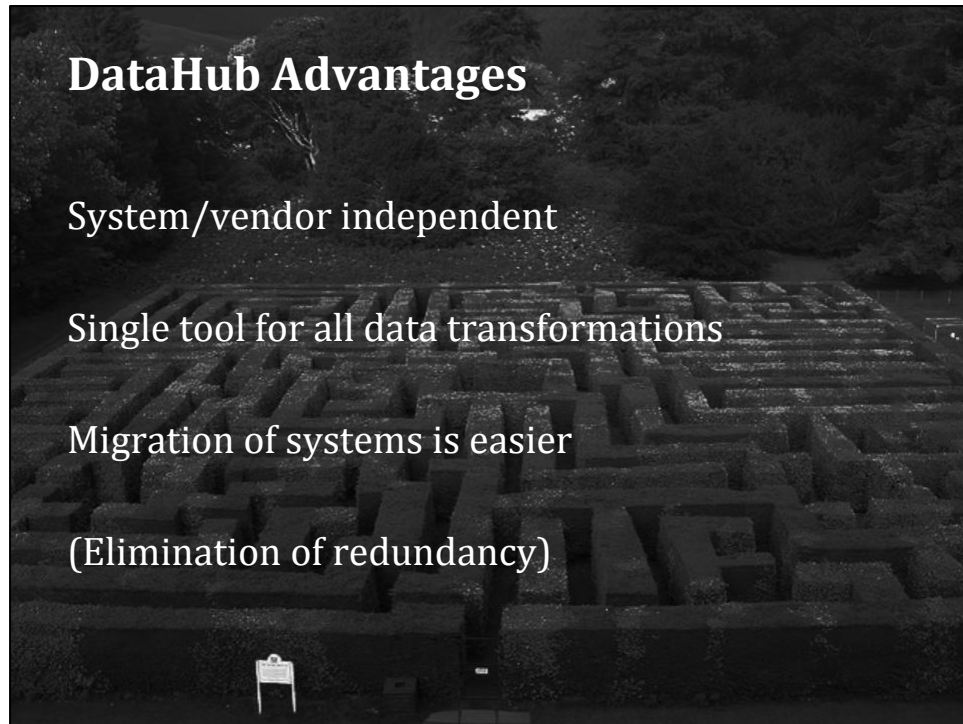 DataHub Advantages
System/vendor independent
Single tool for all data transformations
Migration of systems is easier
(Elimination of redundancy)